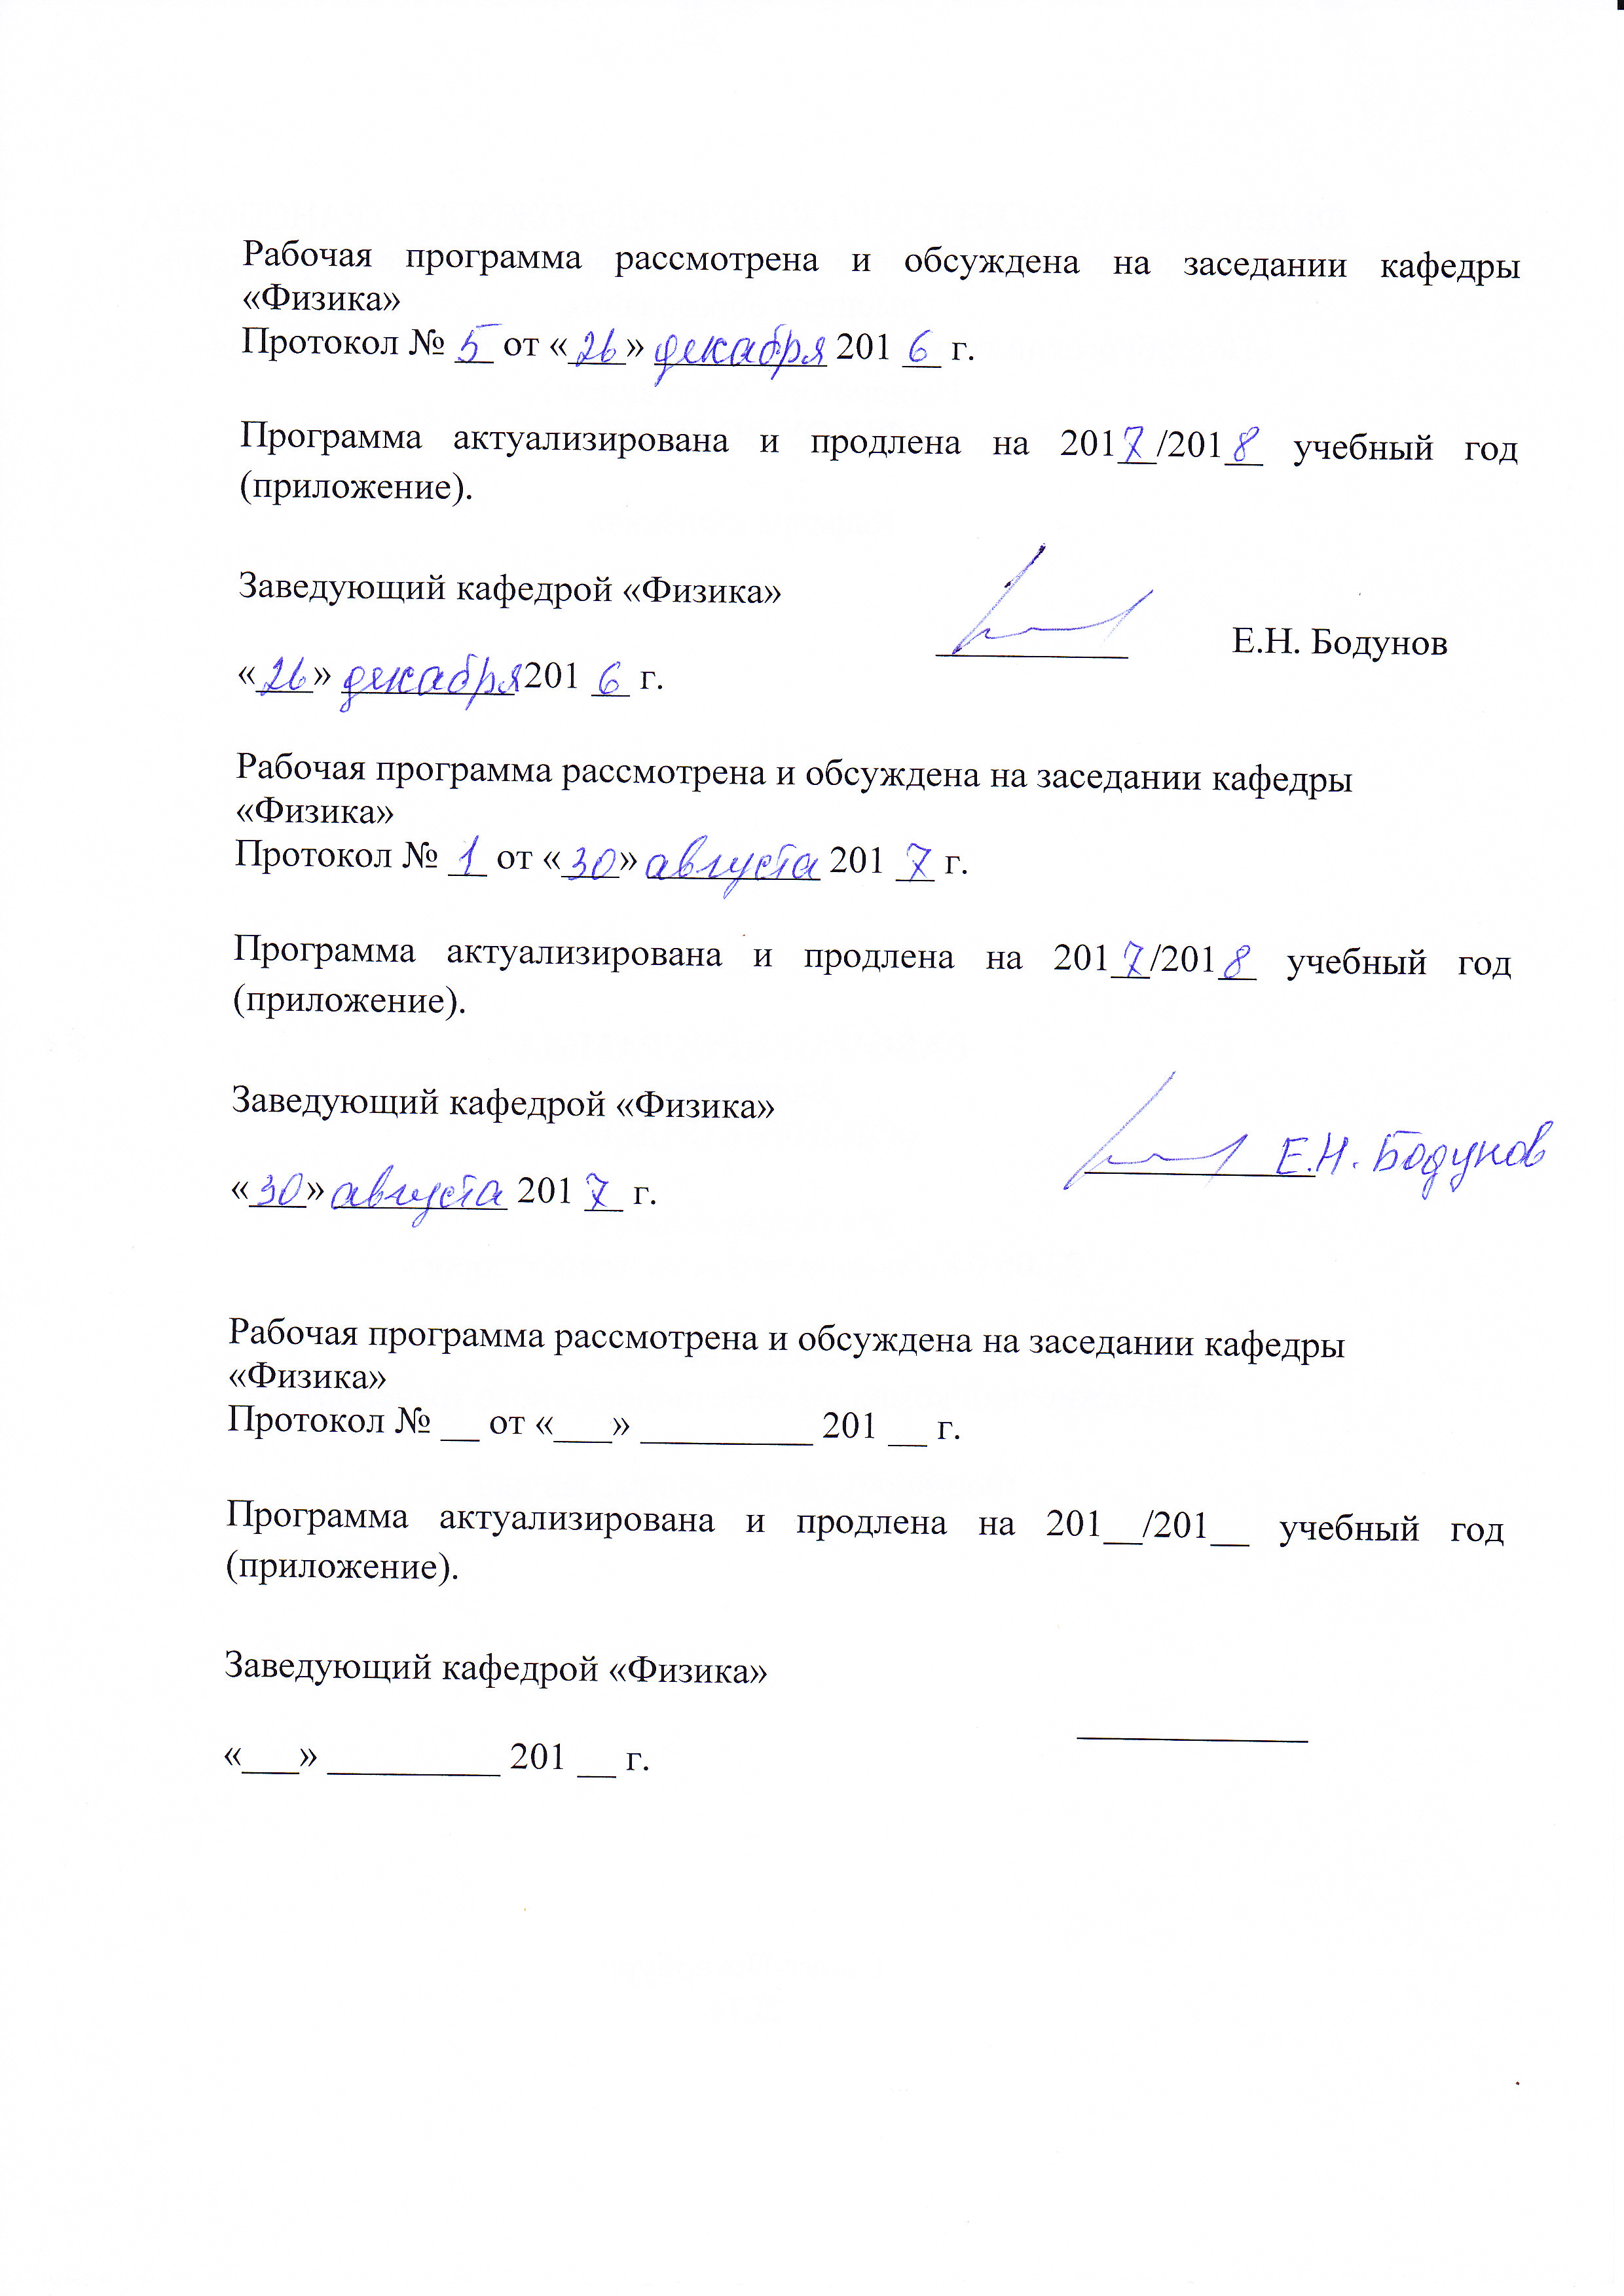 Рабочая программа рассмотрена и обсуждена на заседании кафедры
«Физика»
Протокол № 5 от «26» декабря 201 6 г.
Программа актуализирована и продлена на 2017/2018 учебный год
(приложение).
Заведующий кафедрой «Физика»
Е.Н. Бодунов
«26» декабря 201 6 г.
Рабочая программа рассмотрена и обсуждена на заседании кафедры
«Физика»
Протокол № 1 от «30» августа 201 7 г.
Программа актуализирована и продлена на 2017/2018 учебный год
(приложение).
Заведующий кафедрой «Физика»
Е.Н. Бодунов
«30» августа 201 7 г.
Рабочая программа рассмотрена и обсуждена на заседании кафедры
«Физика»
Протокол № __ от «___» _________ 201 __ г.
Программа актуализирована и продлена на 201__/201__ учебный год
(приложение).
Заведующий кафедрой «Физика»
«___» _________ 201 __ г.